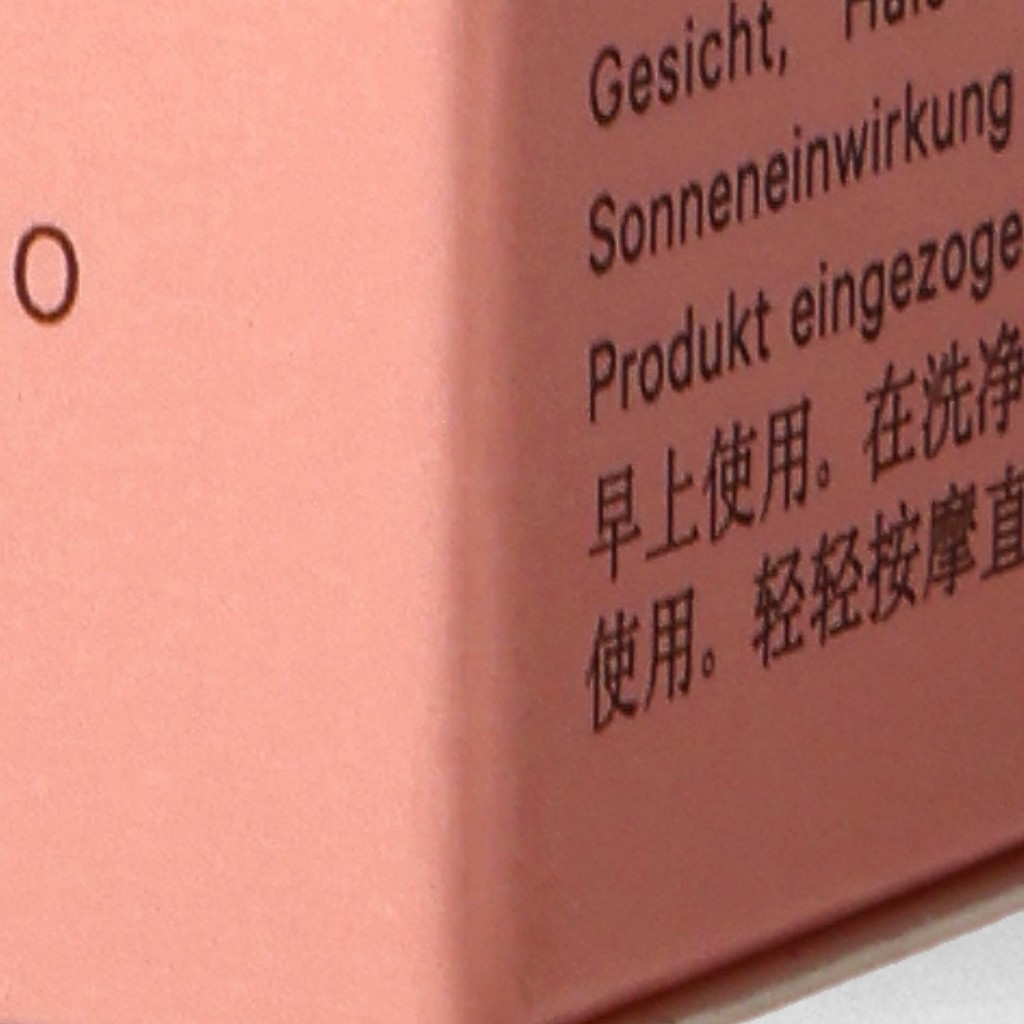 O
Gesicht,
Sonneneinwirkung
Produkt eingezoge
早上使用。在洗净
使用。轻轻按摩直